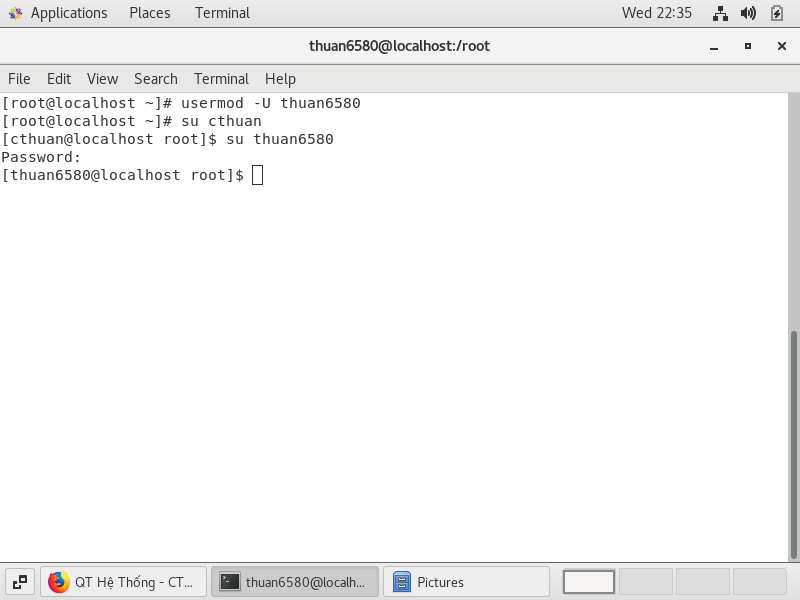 Applications Places Terminal Wed 22:35
thuan6580@localhost:/root
File Edit View Search Terminal Help
[root@localhost ~]# usermod -U thuan6580
[root@localhost ~]# su cthuan
[cthuan@localhost root]$ su thuan6580
Password:
[thuan6580@localhost root]$
QT Hệ Thống - CT... thuan6580@localh... Pictures